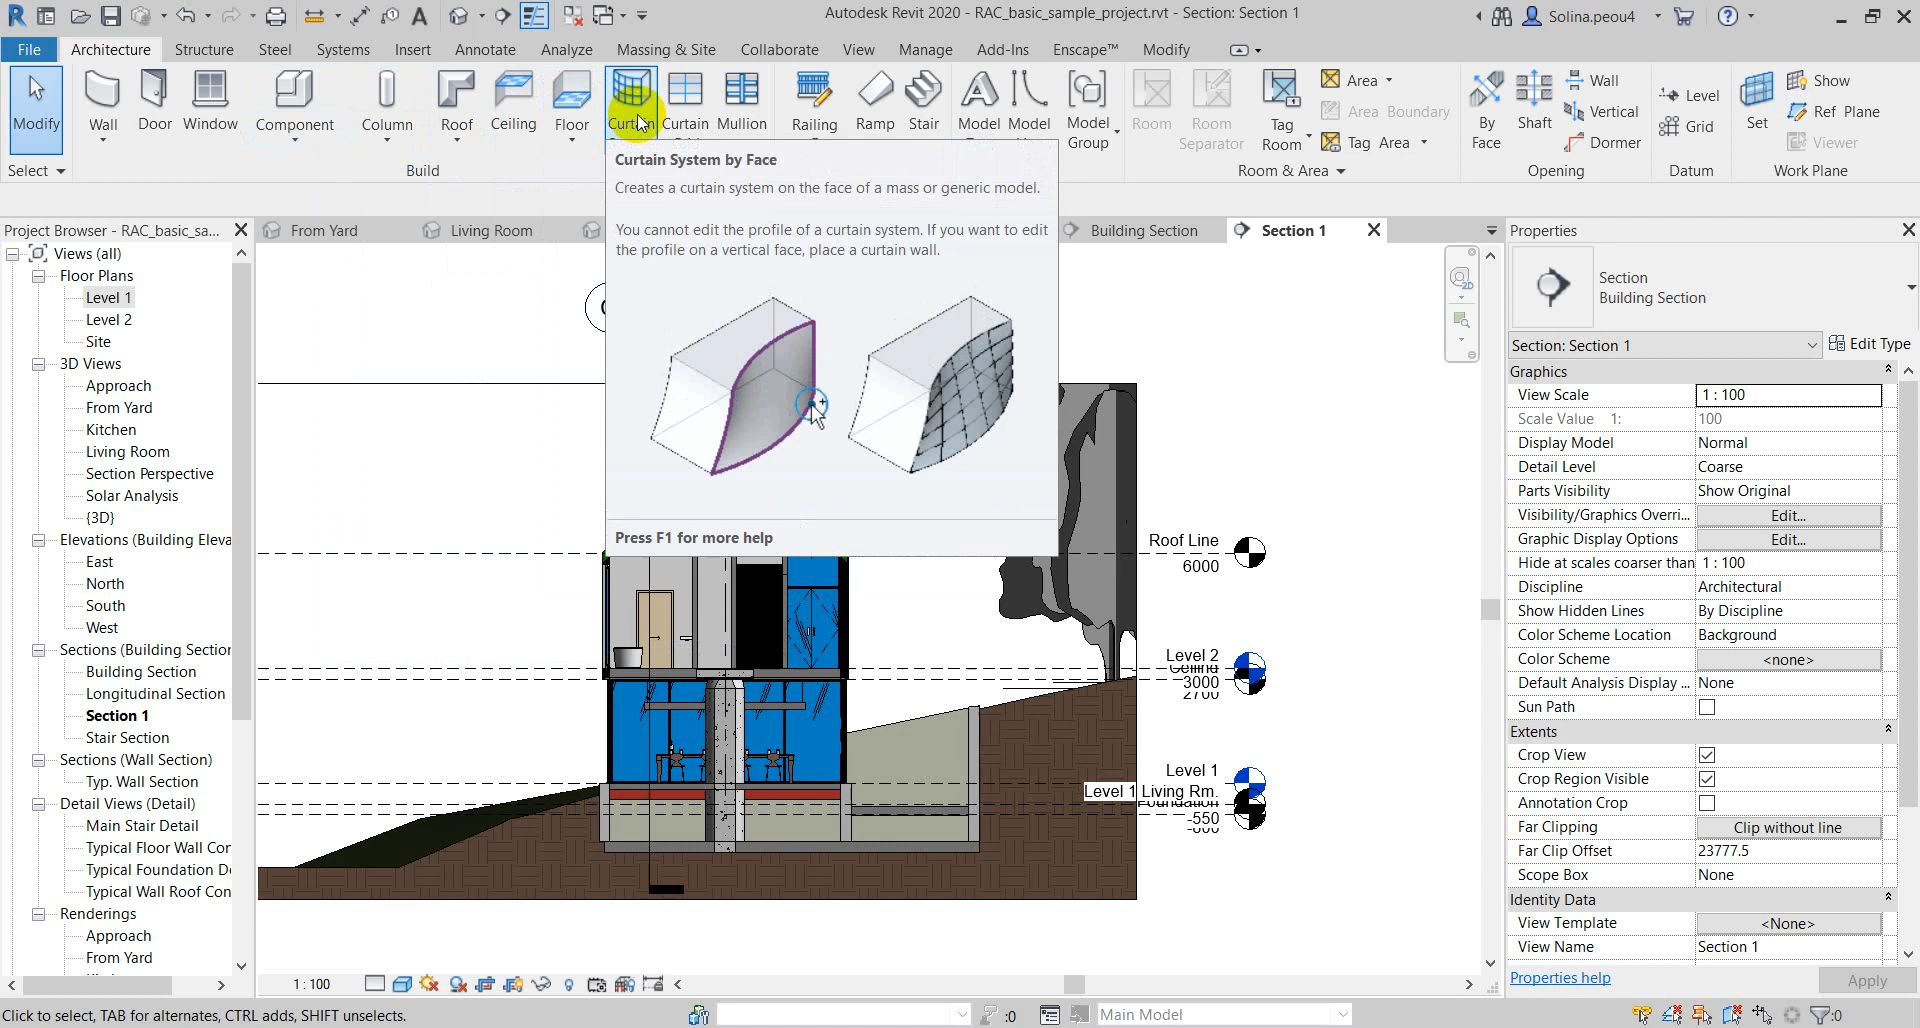 Autodesk Revit 2020 - RAC_basic_sample_project.rvt - Section: Section 1
Solina.peou4
File Architecture Structure Steel Systems Insert Annotate Analyze Massing & Site Collaborate View Manage Add-Ins Enscape™ Modify
Modify Wall Door Window Component Column Roof Ceiling Floor Curtain Curtain Mullion Railing Ramp Stair Model Model Model Group
Room Room Separator Tag Room Area Area Boundary Tag Area
By Face Shaft Wall Vertical Dormer
Level Grid
Set Show Ref Plane Viewer
Select Build Room & Area Opening Datum Work Plane
Curtain System by Face
Creates a curtain system on the face of a mass or generic model.
You cannot edit the profile of a curtain system. If you want to edit
the profile on a vertical face, place a curtain wall.
Press F1 for more help
Project Browser - RAC_basic_sa...
From Yard Living Room Building Section Section 1
Views (all)
Floor Plans
Level 1
Level 2
Site
3D Views
Approach
From Yard
Kitchen
Living Room
Section Perspective
Solar Analysis
{3D}
Elevations (Building Eleva
East
North
South
West
Sections (Building Section
Building Section
Longitudinal Section
Section 1
Stair Section
Sections (Wall Section)
Typ. Wall Section
Detail Views (Detail)
Main Stair Detail
Typical Floor Wall Cor
Typical Foundation D
Typical Wall Roof Con
Renderings
Approach
From Yard
Roof Line
6000
Level 2
Ceiling
3000
2700
Level 1
Level 1 Living Rm.
Foundation
-550
Properties
Section
Building Section
Section: Section 1 Edit Type
Graphics
View Scale 1 : 100
Scale Value 1: 100
Display Model Normal
Detail Level Coarse
Parts Visibility Show Original
Visibility/Graphics Overri... Edit...
Graphic Display Options Edit...
Hide at scales coarser than 1 : 100
Discipline Architectural
Show Hidden Lines By Discipline
Color Scheme Location Background
Color Scheme <none>
Default Analysis Display ... None
Sun Path
Extents
Crop View
Crop Region Visible
Annotation Crop
Far Clipping Clip without line
Far Clip Offset 23777.5
Scope Box None
Identity Data
View Template <None>
View Name Section 1
Properties help Apply
1 : 100
Click to select, TAB for alternates, CTRL adds, SHIFT unselects.
:0
Main Model
:0